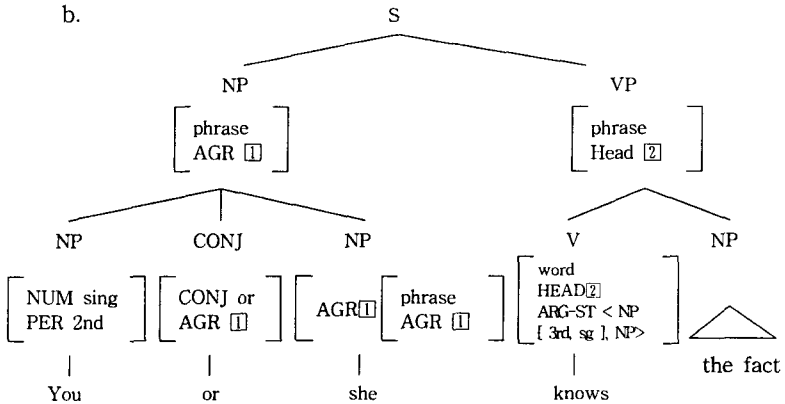 b. S
NP VP
phrase phrase
AGR 1 Head 2
NP CONJ NP V NP
NUM sing CONJ or AGR 1 phrase word
PER 2nd AGR 1 AGR 1 HEAD 2
ARG-ST < NP
[ 3rd, sg ], NP>
the fact
You or she knows